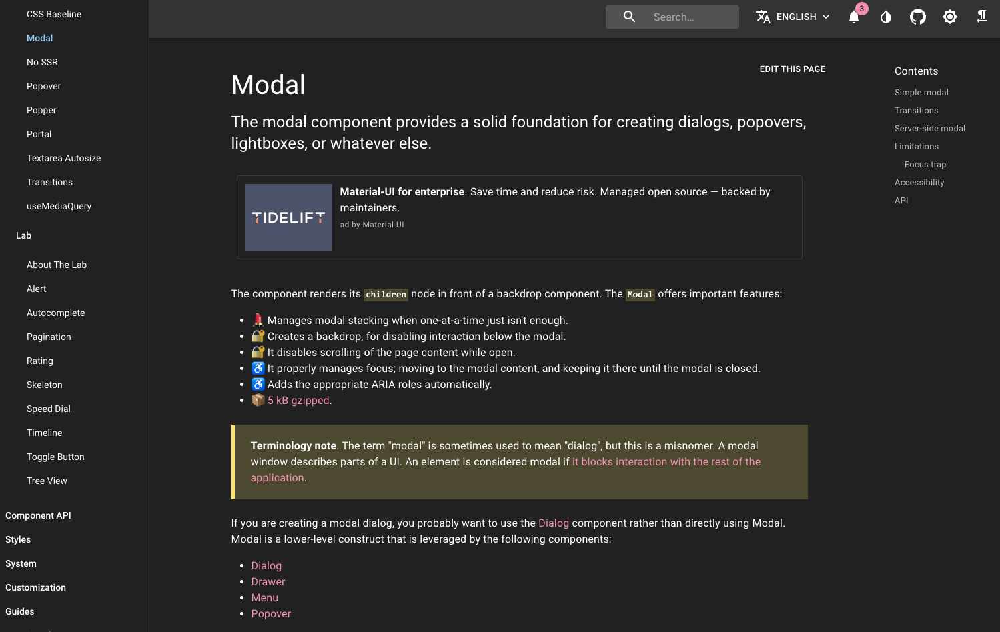 CSS Baseline
Modal
No SSR
Popover
Popper
Portal
Textarea Autosize
Transitions
useMediaQuery
Lab
About The Lab
Alert
Autocomplete
Pagination
Rating
Skeleton
Speed Dial
Timeline
Toggle Button
Tree View
Component API
Styles
System
Customization
Guides
Search…
ENGLISH
3
EDIT THIS PAGE
Modal
The modal component provides a solid foundation for creating dialogs, popovers,
lightboxes, or whatever else.
TIDELIFT
Material-UI for enterprise. Save time and reduce risk. Managed open source — backed by
maintainers.
ad by Material-UI
The component renders its children node in front of a backdrop component. The Modal offers important features:
Manages modal stacking when one-at-a-time just isn't enough.
Creates a backdrop, for disabling interaction below the modal.
It disables scrolling of the page content while open.
It properly manages focus; moving to the modal content, and keeping it there until the modal is closed.
Adds the appropriate ARIA roles automatically.
5 kB gzipped.
Terminology note. The term "modal" is sometimes used to mean "dialog", but this is a misnomer. A modal
window describes parts of a UI. An element is considered modal if it blocks interaction with the rest of the
application.
If you are creating a modal dialog, you probably want to use the Dialog component rather than directly using Modal.
Modal is a lower-level construct that is leveraged by the following components:
Dialog
Drawer
Menu
Popover
Contents
Simple modal
Transitions
Server-side modal
Limitations
Focus trap
Accessibility
API